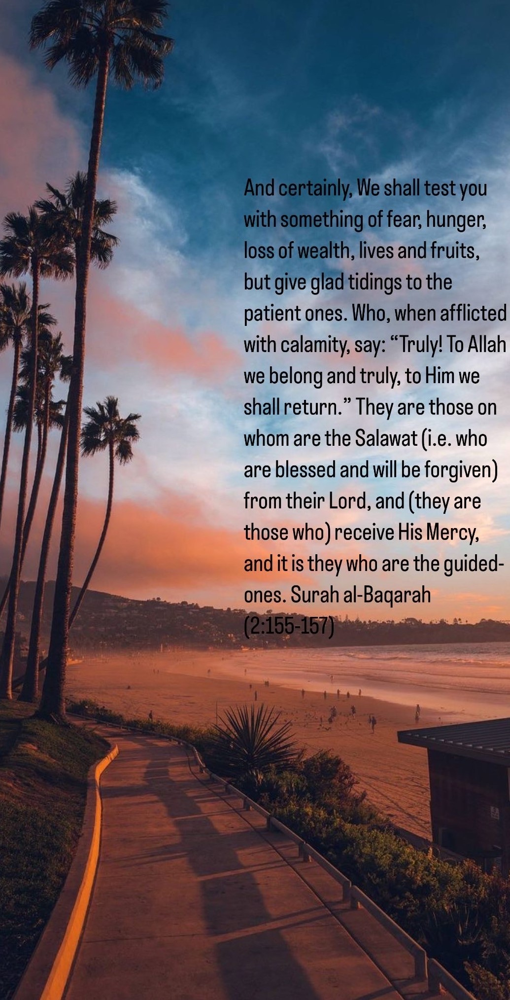 And certainly, We shall test you
with something of fear, hunger,
loss of wealth, lives and fruits,
but give glad tidings to the
patient ones. Who, when afflicted
with calamity, say: “Truly! To Allah
we belong and truly, to Him we
shall return.” They are those on
whom are the Salawat (i.e. who
are blessed and will be forgiven)
from their Lord, and (they are
those who) receive His Mercy,
and it is they who are the guided-
ones. Surah al-Baqarah
(2:155-157)